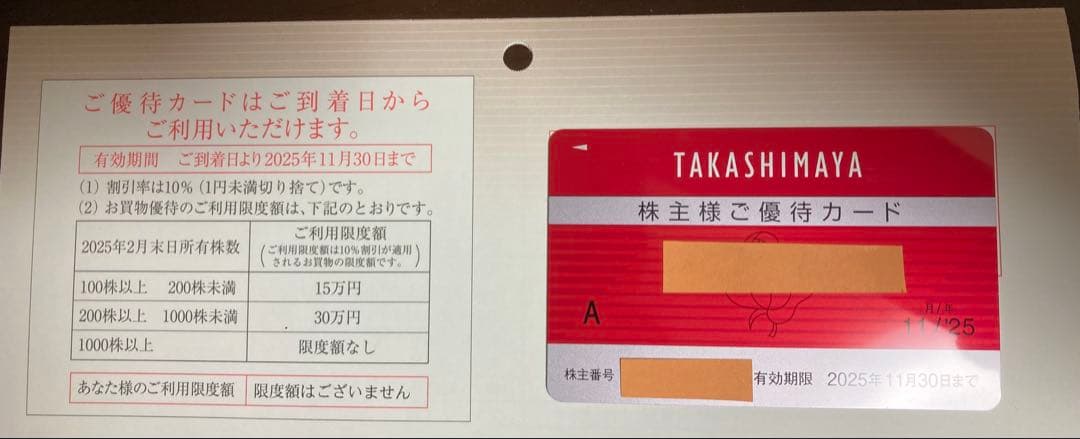 ご優待カードはご到着日から
ご利用いただけます。
有効期間 ご到着日より2025年11月30日まで
(1) 割引率は10%(1円未満切り捨て)です。
(2) お買物優待のご利用限度額は、下記のとおりです。
2025年2月末日所有株数
ご利用限度額
(ご利用限度額は10%割引が適用
されるお買物の限度額です。)
100株以上 200株未満 15万円
200株以上 1000株未満 30万円
1000株以上 限度額なし
あなた様のご利用限度額 限度額はございません
TAKASHIMAYA
株主様ご優待カード
A
月/年
11/'25
株主番号
有効期限 2025年11月30日まで